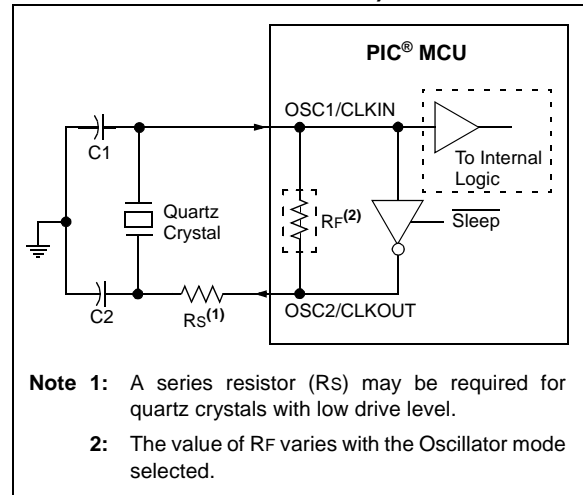 PIC® MCU
OSC1/CLKIN
C1
To Internal
Logic
Quartz
Crystal
RF(2)
Sleep
C2
RS(1)
OSC2/CLKOUT
Note 1: A series resistor (RS) may be required for
quartz crystals with low drive level.
2: The value of RF varies with the Oscillator mode
selected.